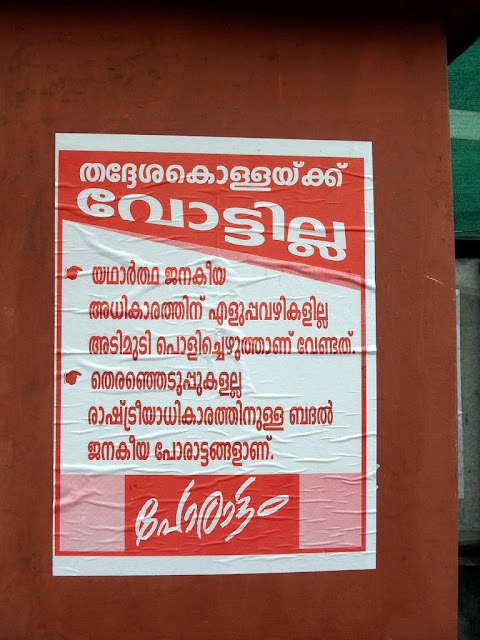 തദ്ദേശകൊള്ളയ്ക്ക്
വോട്ടില്ല
യഥാർത്ഥ ജനകീയ
അധികാരത്തിന് എളുപ്പവഴികളില്ല
അടിമുടി പൊളിച്ചെഴുത്താണ് വേണ്ടത്.
തെരഞ്ഞെടുപ്പുകളല്ല
രാഷ്ട്രീയാധികാരത്തിനുള്ള ബദൽ
ജനകീയ പോരാട്ടങ്ങളാണ്.
പോരാട്ടം